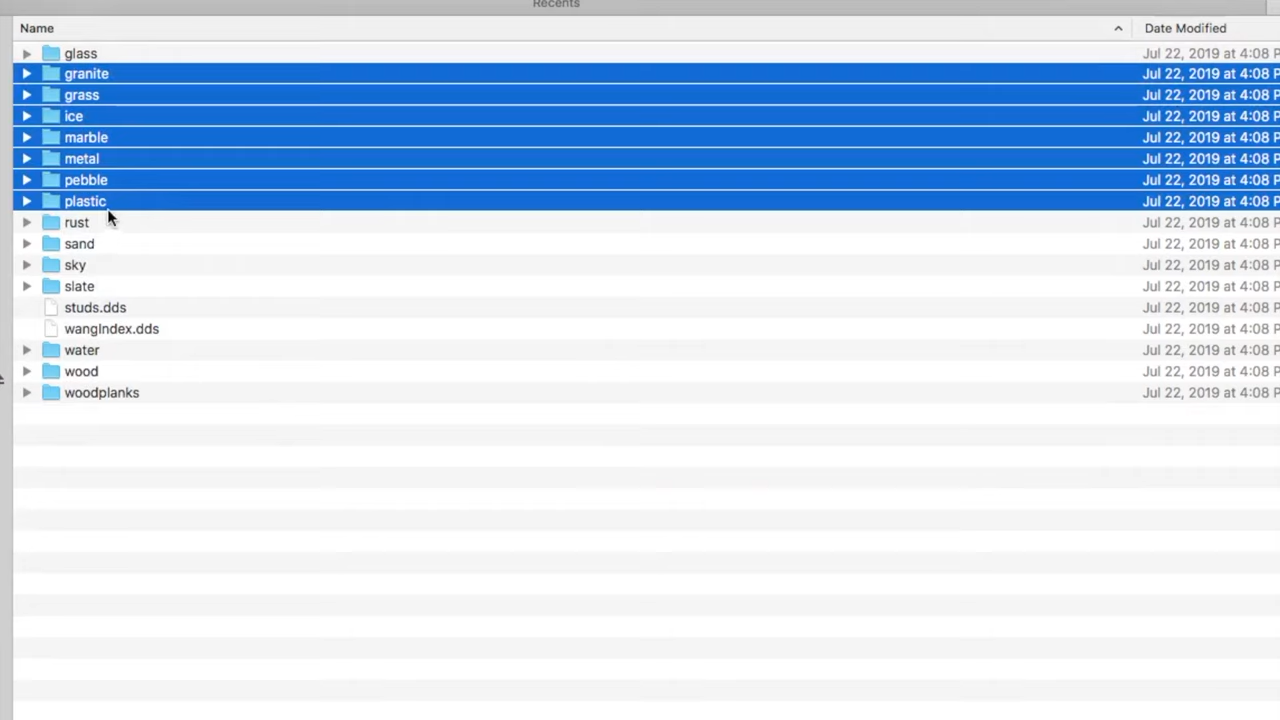 Recents
Name Date Modified
glass Jul 22, 2019 at 4:08 P
granite Jul 22, 2019 at 4:08 P
grass Jul 22, 2019 at 4:08 P
ice Jul 22, 2019 at 4:08 P
marble Jul 22, 2019 at 4:08 P
metal Jul 22, 2019 at 4:08 P
pebble Jul 22, 2019 at 4:08 P
plastic Jul 22, 2019 at 4:08 P
rust Jul 22, 2019 at 4:08 P
sand Jul 22, 2019 at 4:08 P
sky Jul 22, 2019 at 4:08 P
slate Jul 22, 2019 at 4:08 P
studs.dds Jul 22, 2019 at 4:08 P
wangIndex.dds Jul 22, 2019 at 4:08 P
water Jul 22, 2019 at 4:08 P
wood Jul 22, 2019 at 4:08 P
woodplanks Jul 22, 2019 at 4:08 P